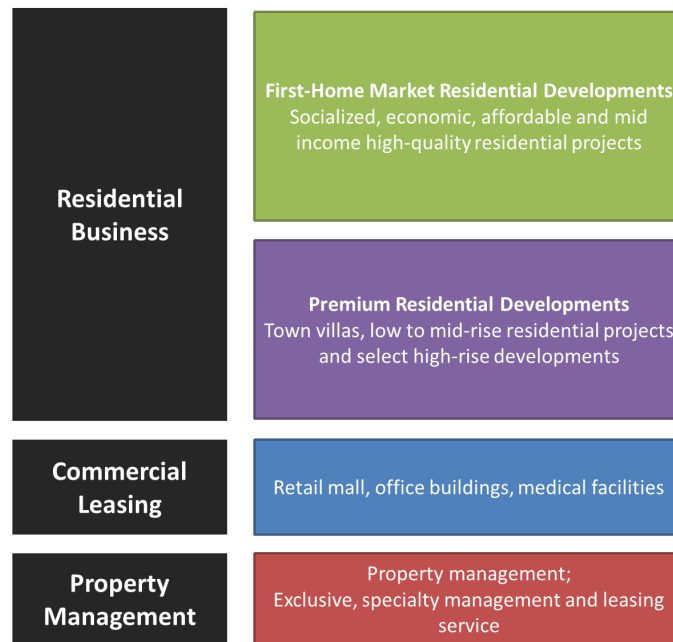 Residential
Business
First-Home Market Residential Developments
Socialized, economic, affordable and mid
income high-quality residential projects
Premium Residential Developments
Town villas, low to mid-rise residential projects
and select high-rise developments
Commercial
Leasing
Retail mall, office buildings, medical facilities
Property
Management
Property management;
Exclusive, specialty management and leasing
service